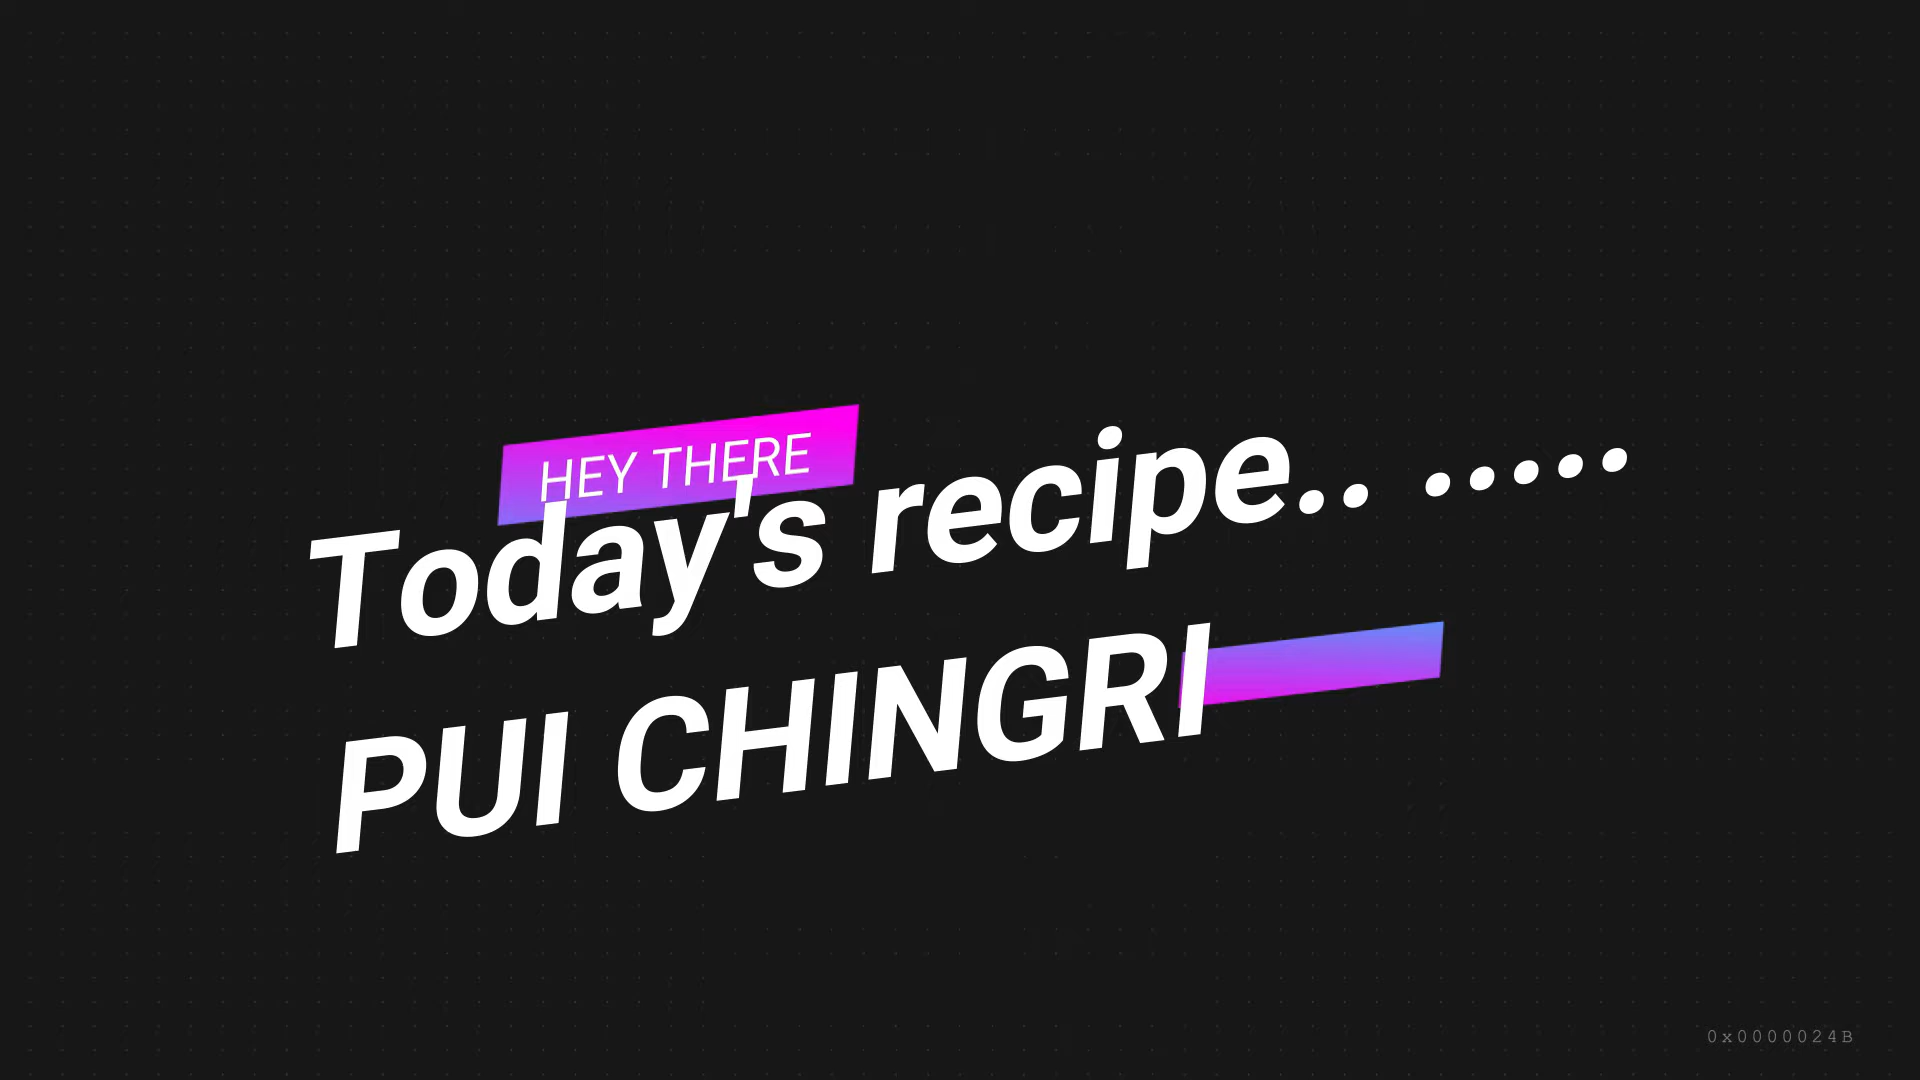 HEY THERE
Today's recipe.. .....
PUI CHINGRI
0x0000024B